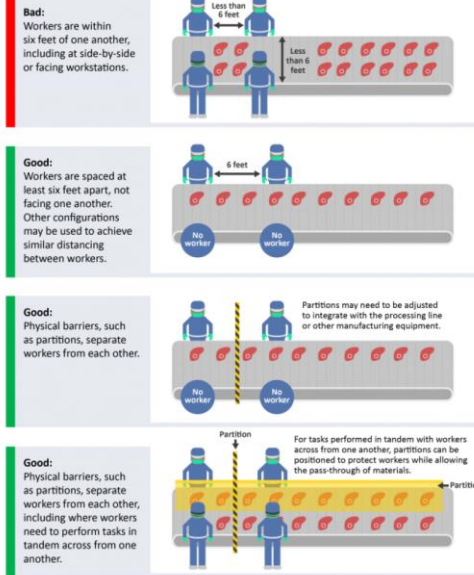 Bad:
Workers are within
six feet of one another,
including at side-by-side
or facing workstations.
Less than
6 feet
Less
than 6
feet
Good:
Workers are spaced at
least six feet apart, not
facing one another.
Other configurations
may be used to achieve
similar distancing
between workers.
6 feet
No
worker
No
worker
Good:
Physical barriers, such
as partitions, separate
workers from each other.
Partitions may need to be adjusted
to integrate with the processing line
or other manufacturing equipment.
No
worker
No
worker
Good:
Physical barriers, such
as partitions, separate
workers from each other,
including where workers
need to perform tasks in
tandem across from one
another.
Partition
For tasks performed in tandem with workers
across from one another, partitions can be
positioned to protect workers while allowing
the pass-through of materials.
Partitio